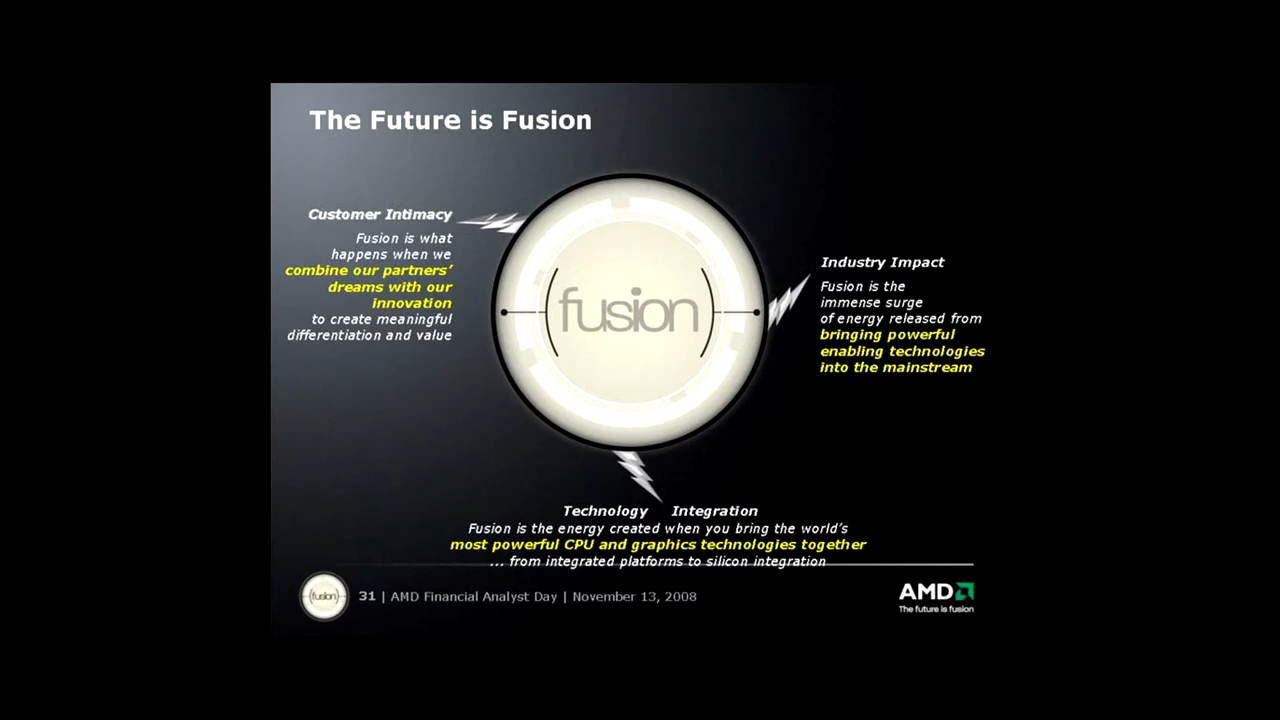 The Future is Fusion
Customer Intimacy
Fusion is what
happens when we
combine our partners’
dreams with our
innovation
to create meaningful
differentiation and value
fusion
Industry Impact
Fusion is the
immense surge
of energy released from
bringing powerful
enabling technologies
into the mainstream
Technology Integration
Fusion is the energy created when you bring the world’s
most powerful CPU and graphics technologies together
... from integrated platforms to silicon integration
fusion
31 | AMD Financial Analyst Day | November 13, 2008
AMD
The future is fusion